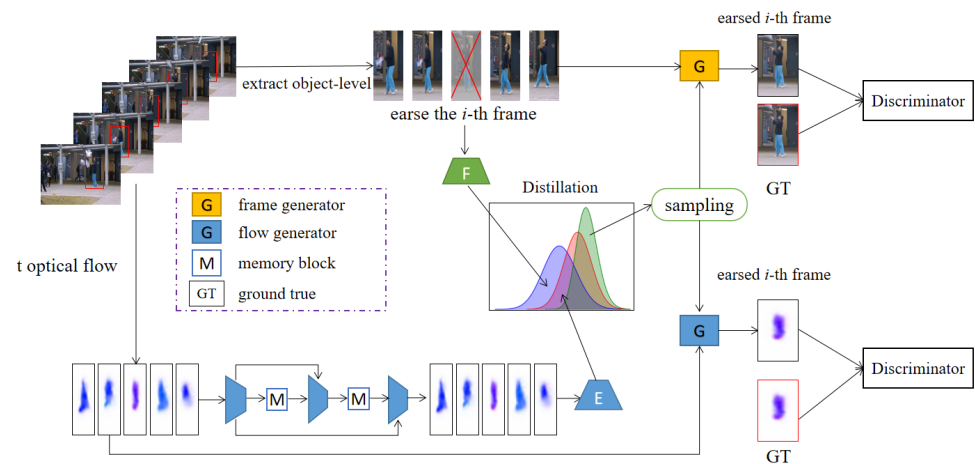 earsed i-th frame
extract object-level
G
Discriminator
earse the i-th frame
F
GT
Distillation
sampling
G
frame generator
G
flow generator
M
memory block
GT
ground true
t optical flow
earsed i-th frame
G
Discriminator
M
M
E
GT